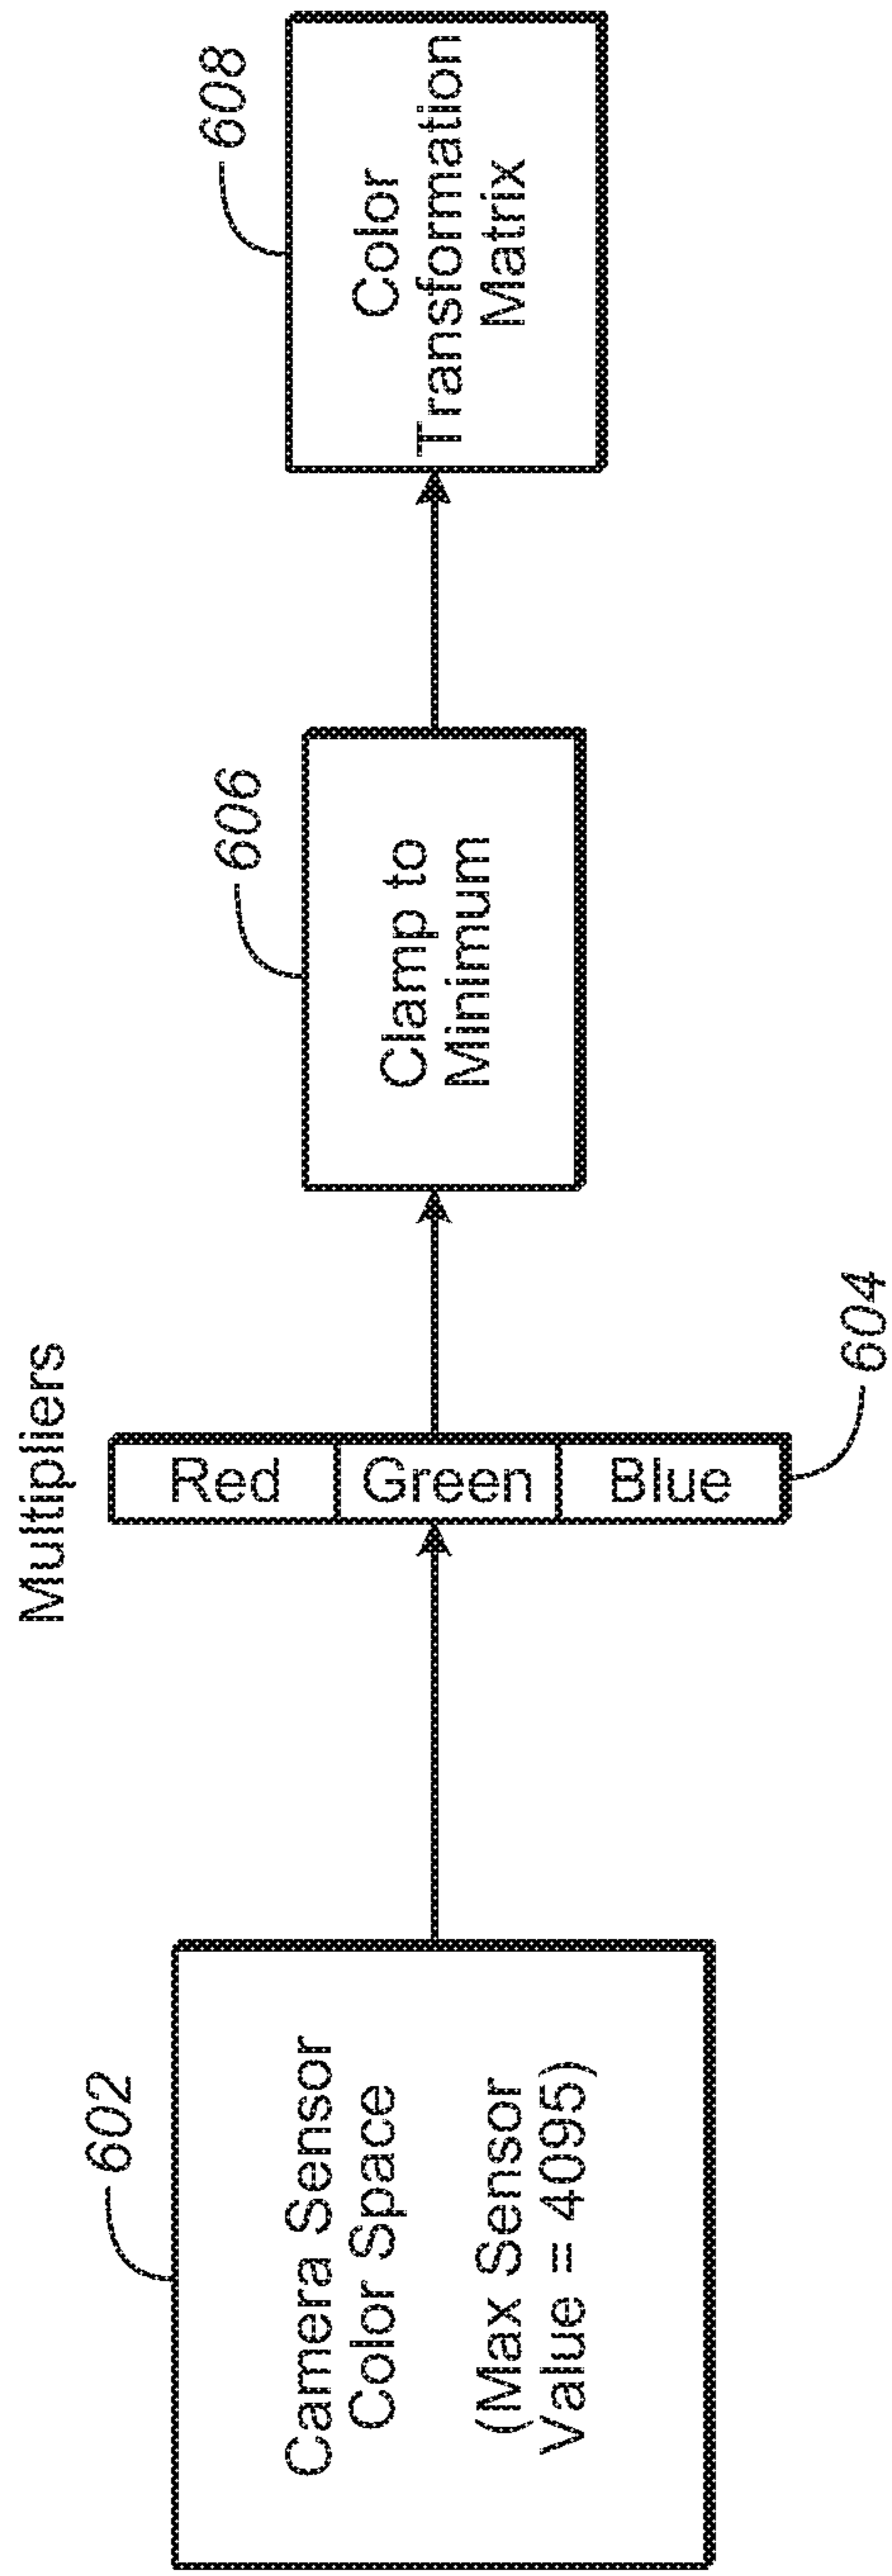 602
Camera Sensor
Color Space
(Max Sensor
Value = 4095)
Multipliers
Red
Green
Blue
604
606
Clamp to
Minimum
608
Color
Transformation
Matrix